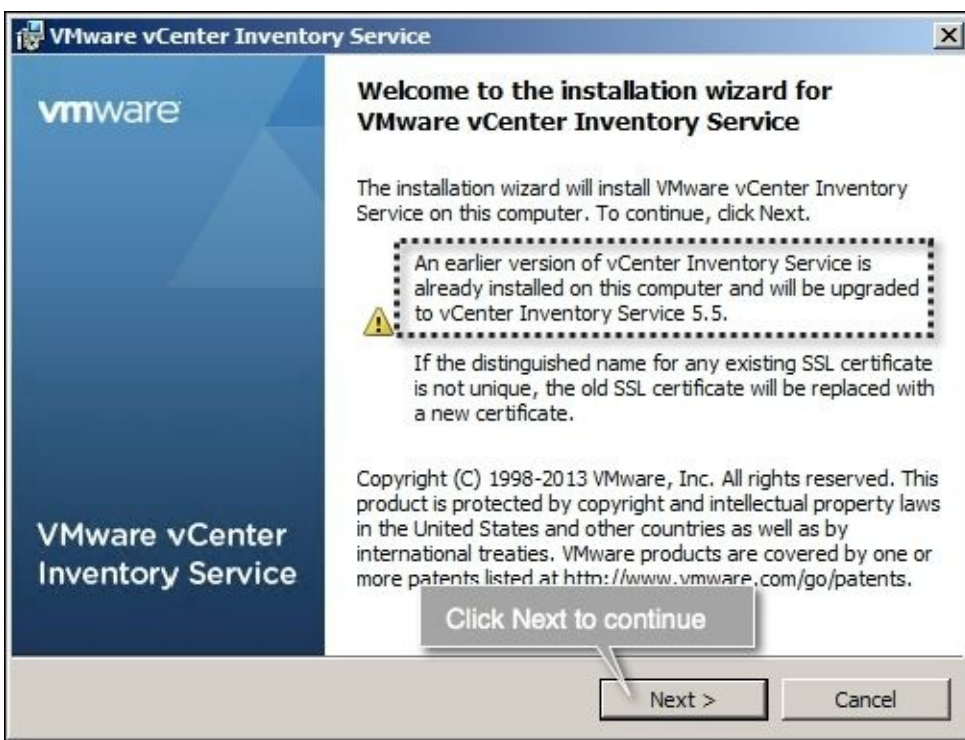 VMware vCenter Inventory Service
vmware
Welcome to the installation wizard for
VMware vCenter Inventory Service
The installation wizard will install VMware vCenter Inventory
Service on this computer. To continue, click Next.
An earlier version of vCenter Inventory Service is
already installed on this computer and will be upgraded
to vCenter Inventory Service 5.5.
If the distinguished name for any existing SSL certificate
is not unique, the old SSL certificate will be replaced with
a new certificate.
Copyright (C) 1998-2013 VMware, Inc. All rights reserved. This
product is protected by copyright and intellectual property laws
in the United States and other countries as well as by
international treaties. VMware products are covered by one or
more patents listed at http://www.vmware.com/go/patents.
VMware vCenter
Inventory Service
Click Next to continue
Next >
Cancel